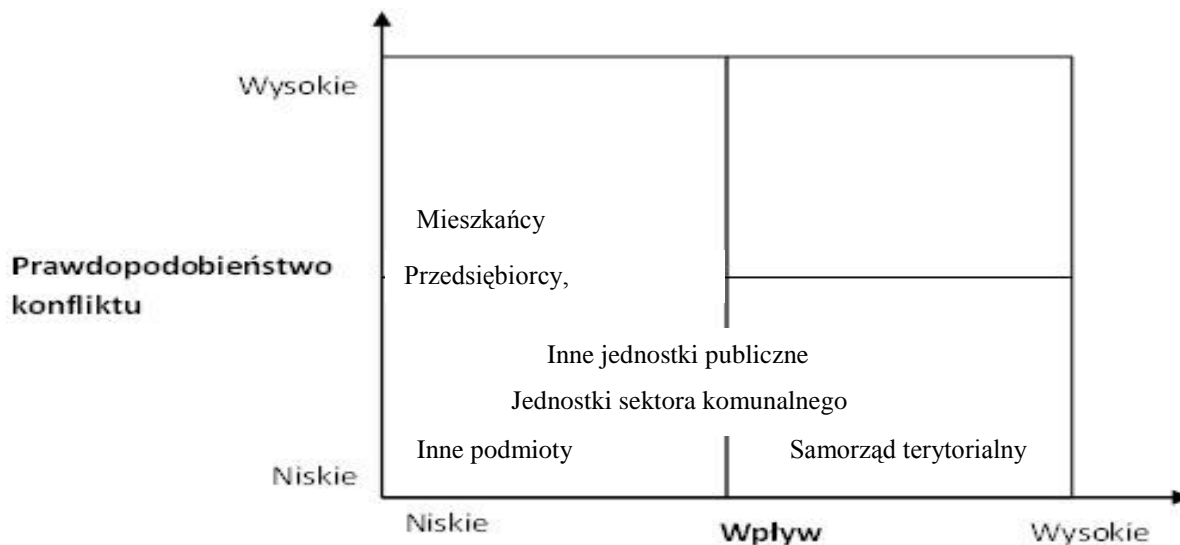 Wysokie
Mieszkańcy
Prawdopodobieństwo
konfliktu
Przedsiębiorcy,
Inne jednostki publiczne
Jednostki sektora komunalnego
Inne podmioty
Samorząd terytorialny
Niskie
Niskie
Wpływ
Wysokie